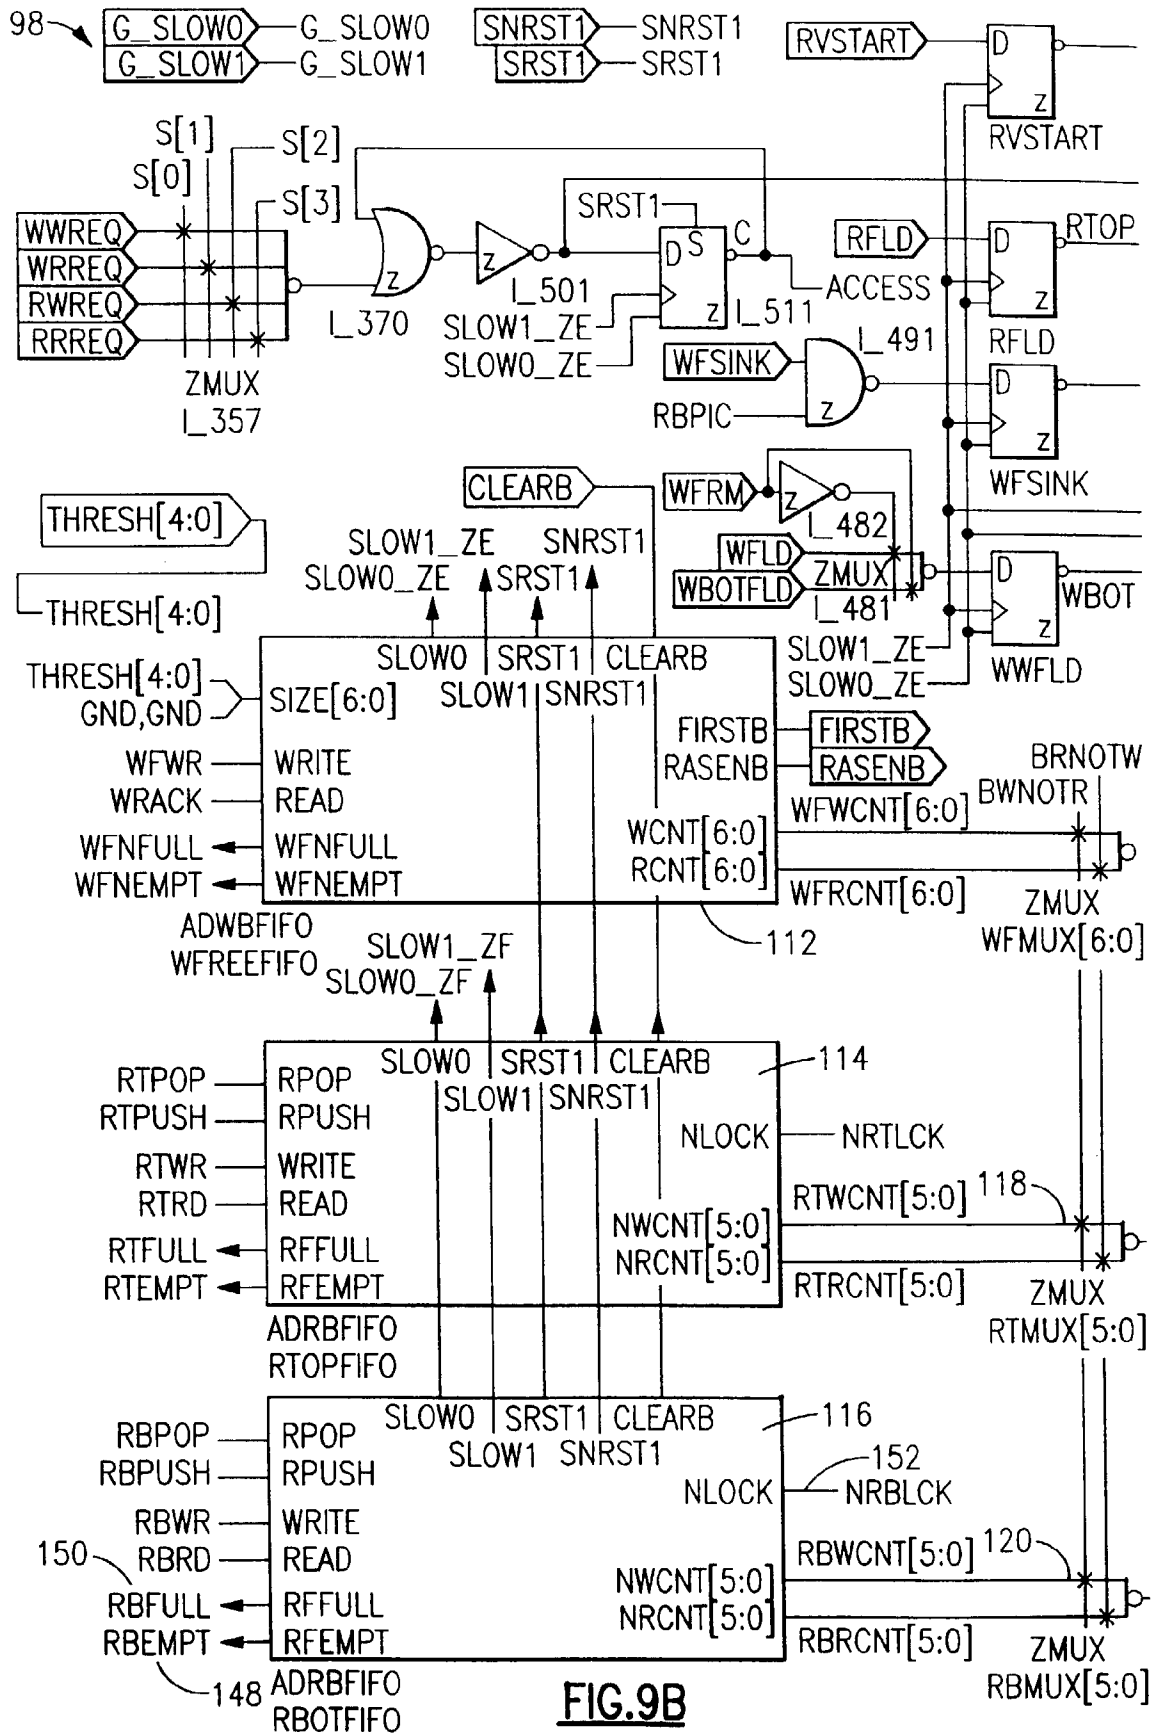 98
G_SLOW0 G_SLOW0 SNRST1 SNRST1
G_SLOW1 G_SLOW1 SRST1 SRST1
RVSTART D
Z
RVSTART
S[1]
S[0]
S[2]
S[3]
WWREQ
WRREQ
RWREQ
RRREQ
ZMUX
I_357
Z
I_370
Z
I_501
SRST1
D S C
Z
I_511
SLOW1_ZE
SLOW0_ZE
ACCESS
RFLD D RTOP
Z
RFLD
I_491
WFSINK
RBPIC
Z
D
Z
WFSINK
CLEARB
WFRM Z
I_482
WFLD
WBOTFLD
ZMUX
I_481
D WBOT
Z
WWFLD
SLOW1_ZE
SLOW0_ZE
THRESH[4:0]
THRESH[4:0]
SLOW1_ZE SNRST1
SLOW0_ZE SRST1
SLOW0 SRST1 CLEARB
SLOW1 SNRST1
THRESH[4:0]
GND,GND
SIZE[6:0]
WFWR WRITE
WRACK READ
WFNFULL WFNFULL
WFNEMPT WFNEMPT
FIRSTB FIRSTB
RASENB RASENB
WCNT[6:0] WFWCNT[6:0]
RCNT[6:0] WFRCNT[6:0]
BRNOTW
BWNOTR
ZMUX
WFMUX[6:0]
ADWBFIFO
WFREEFIFO
112
SLOW1_ZF
SLOW0_ZF
SLOW0 SRST1 CLEARB
SLOW1 SNRST1
114
RTPOP RPOP
RTPUSH RPUSH
RTWR WRITE
RTRD READ
RTFULL RFFULL
RTEMPT RFEMPT
NLOCK NRTLCK
NWCNT[5:0] RTWCNT[5:0] 118
NRCNT[5:0] RTRCNT[5:0]
ZMUX
RTMUX[5:0]
ADRBFIFO
RTOPFIFO
SLOW0 SRST1 CLEARB
SLOW1 SNRST1
116
RBPOP RPOP
RBPUSH RPUSH
RBWR WRITE
RBRD READ
150
RBFULL RFFULL
RBEMPT RFEMPT
148
152
NLOCK NRBLCK
NWCNT[5:0] RBWCNT[5:0] 120
NRCNT[5:0] RBRCNT[5:0]
ZMUX
RBMUX[5:0]
ADRBFIFO
RBOTFIFO
FIG.9B